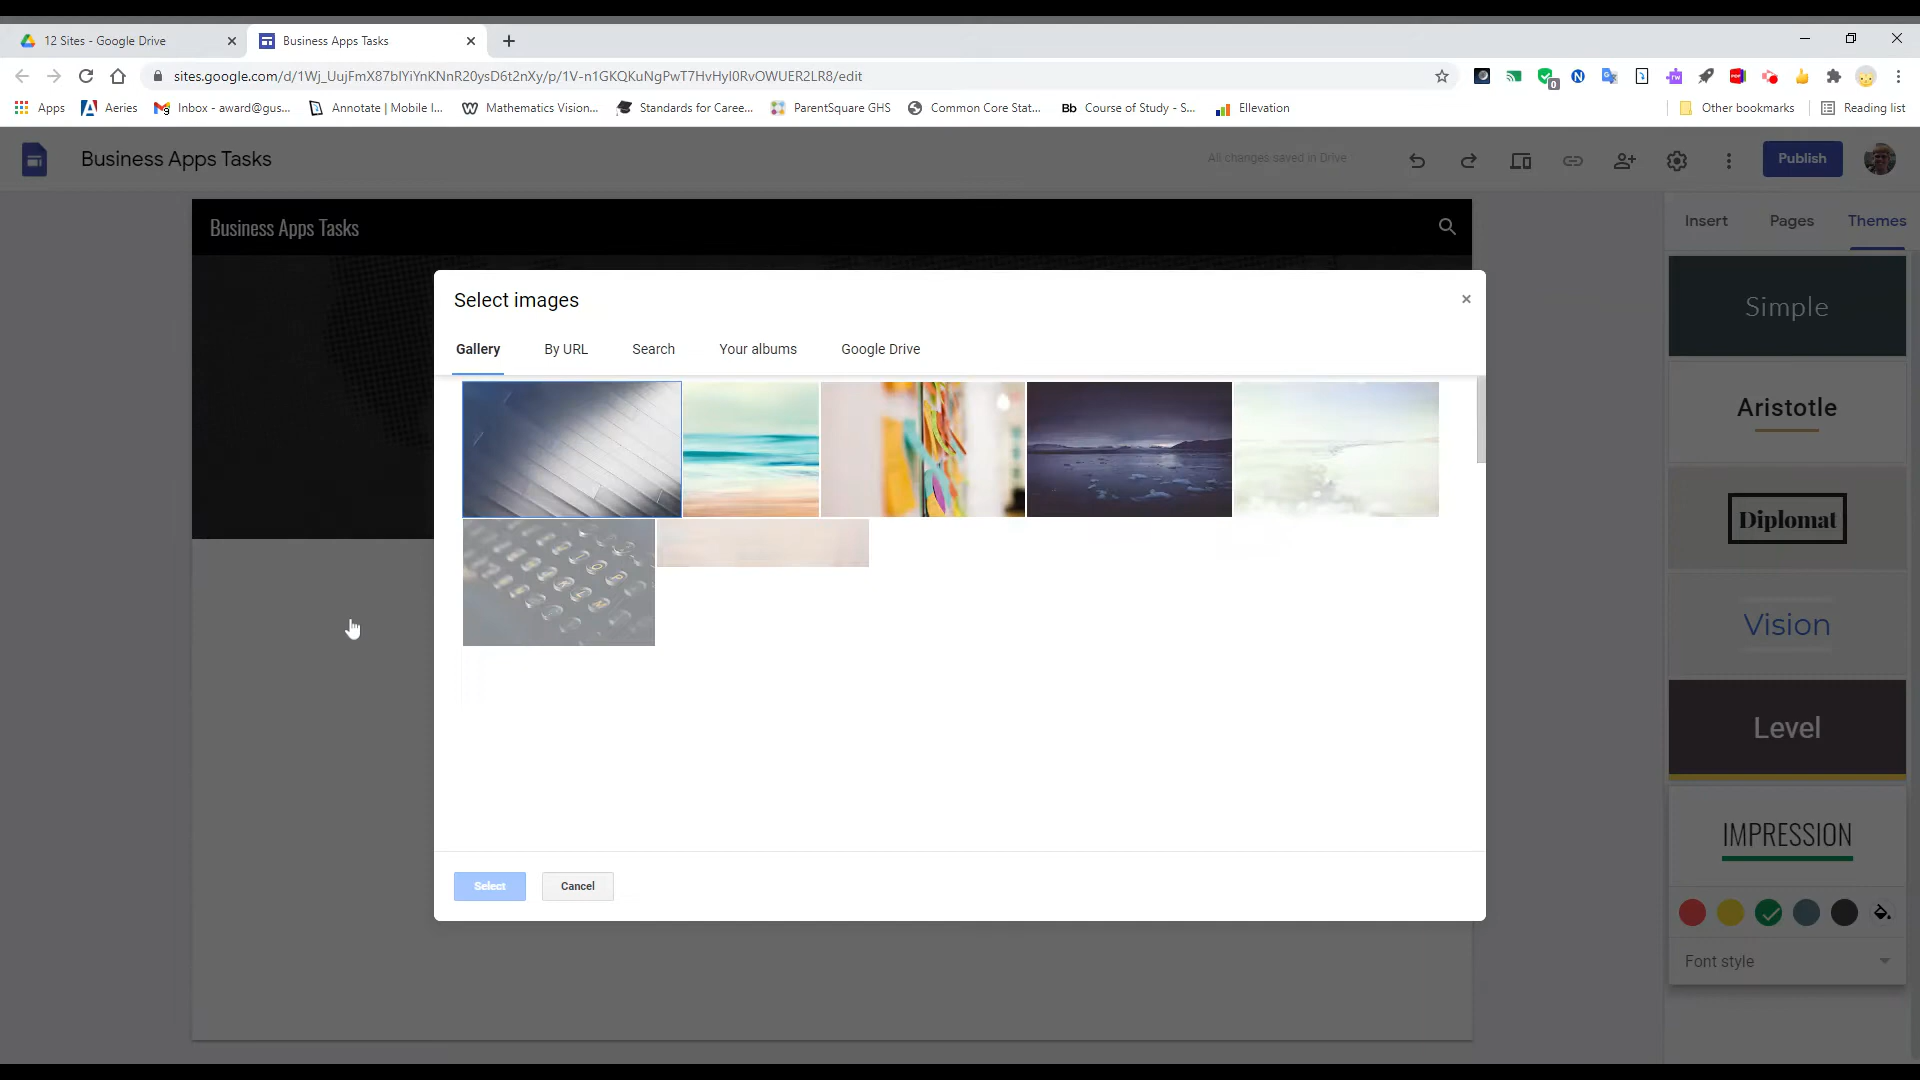 12 Sites - Google Drive
Business Apps Tasks
sites.google.com/d/1Wj_UujFmX87bIYiYnKNnR20ysD6t2nXy/p/1V-n1GKQKuNgPwT7HvHyI0RvOWUER2LR8/edit
Apps
Aeries
Inbox - award@gus...
Annotate | Mobile l...
Mathematics Vision...
Standards for Caree...
ParentSquare GHS
Common Core Stat...
Bb Course of Study - S...
Ellevation
Other bookmarks
Reading list
Business Apps Tasks
All changes saved in Drive
Publish
Business Apps Tasks
Insert
Pages
Themes
Select images
Gallery
By URL
Search
Your albums
Google Drive
Select
Cancel
Simple
Aristotle
Diplomat
Vision
Level
IMPRESSION
Font style